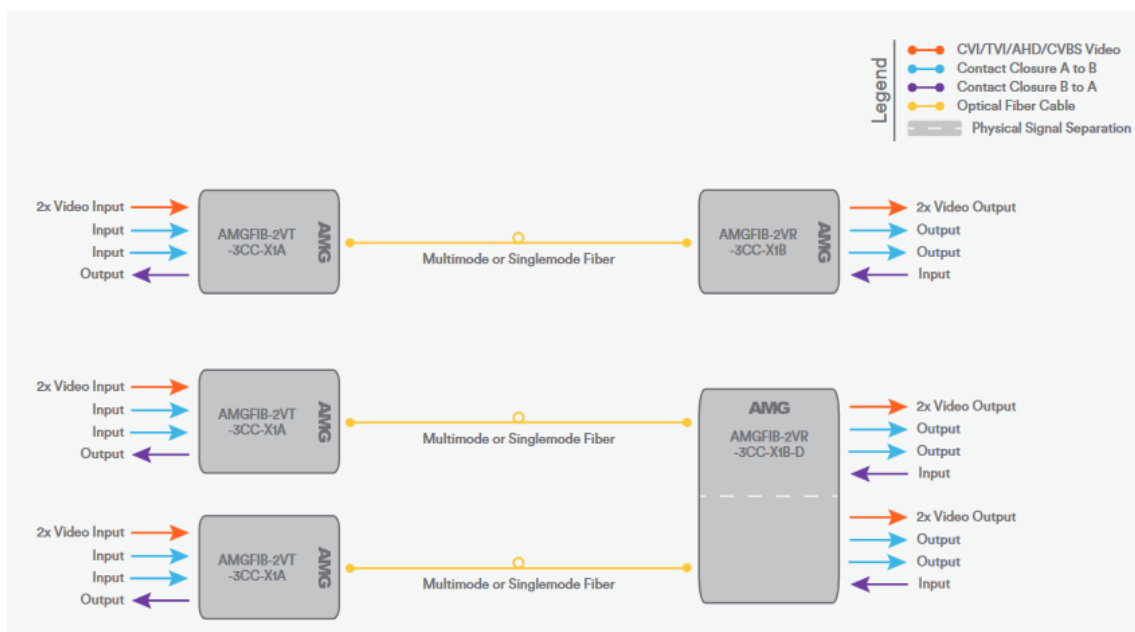 Legend
CVI/TVI/AHD/CVBS Video
Contact Closure A to B
Contact Closure B to A
Optical Fiber Cable
Physical Signal Separation
2x Video Input
Input
Input
Output
AMGFIB-2VT
-3CC-X1A
AMG
Multimode or Singlemode Fiber
AMGFIB-2VR
-3CC-X1B
AMG
2x Video Output
Output
Output
Input
2x Video Input
Input
Input
Output
AMGFIB-2VT
-3CC-X1A
AMG
Multimode or Singlemode Fiber
AMG
AMGFIB-2VR
-3CC-X1B-D
2x Video Output
Output
Output
Input
2x Video Input
Input
Input
Output
AMGFIB-2VT
-3CC-X1A
AMG
Multimode or Singlemode Fiber
2x Video Output
Output
Output
Input